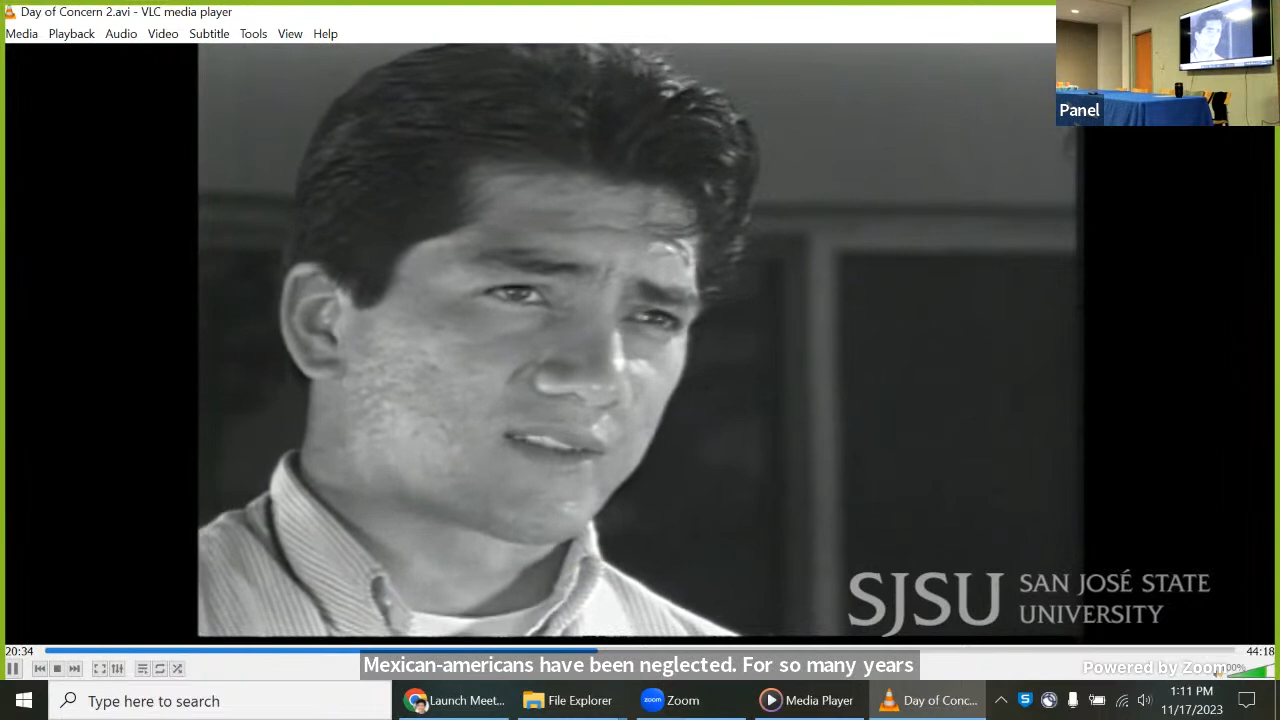 Day of Concern 2.avi - VLC media player
Media Playback Audio Video Subtitle Tools View Help
Panel
SJSU SAN JOSÉ STATE
UNIVERSITY
20:34
44:18
Mexican-americans have been neglected. For so many years
Powered by Zoom
Type here to search
Launch Meet...
File Explorer
Zoom
Media Player
Day of Conc...
1:11 PM
11/17/2023